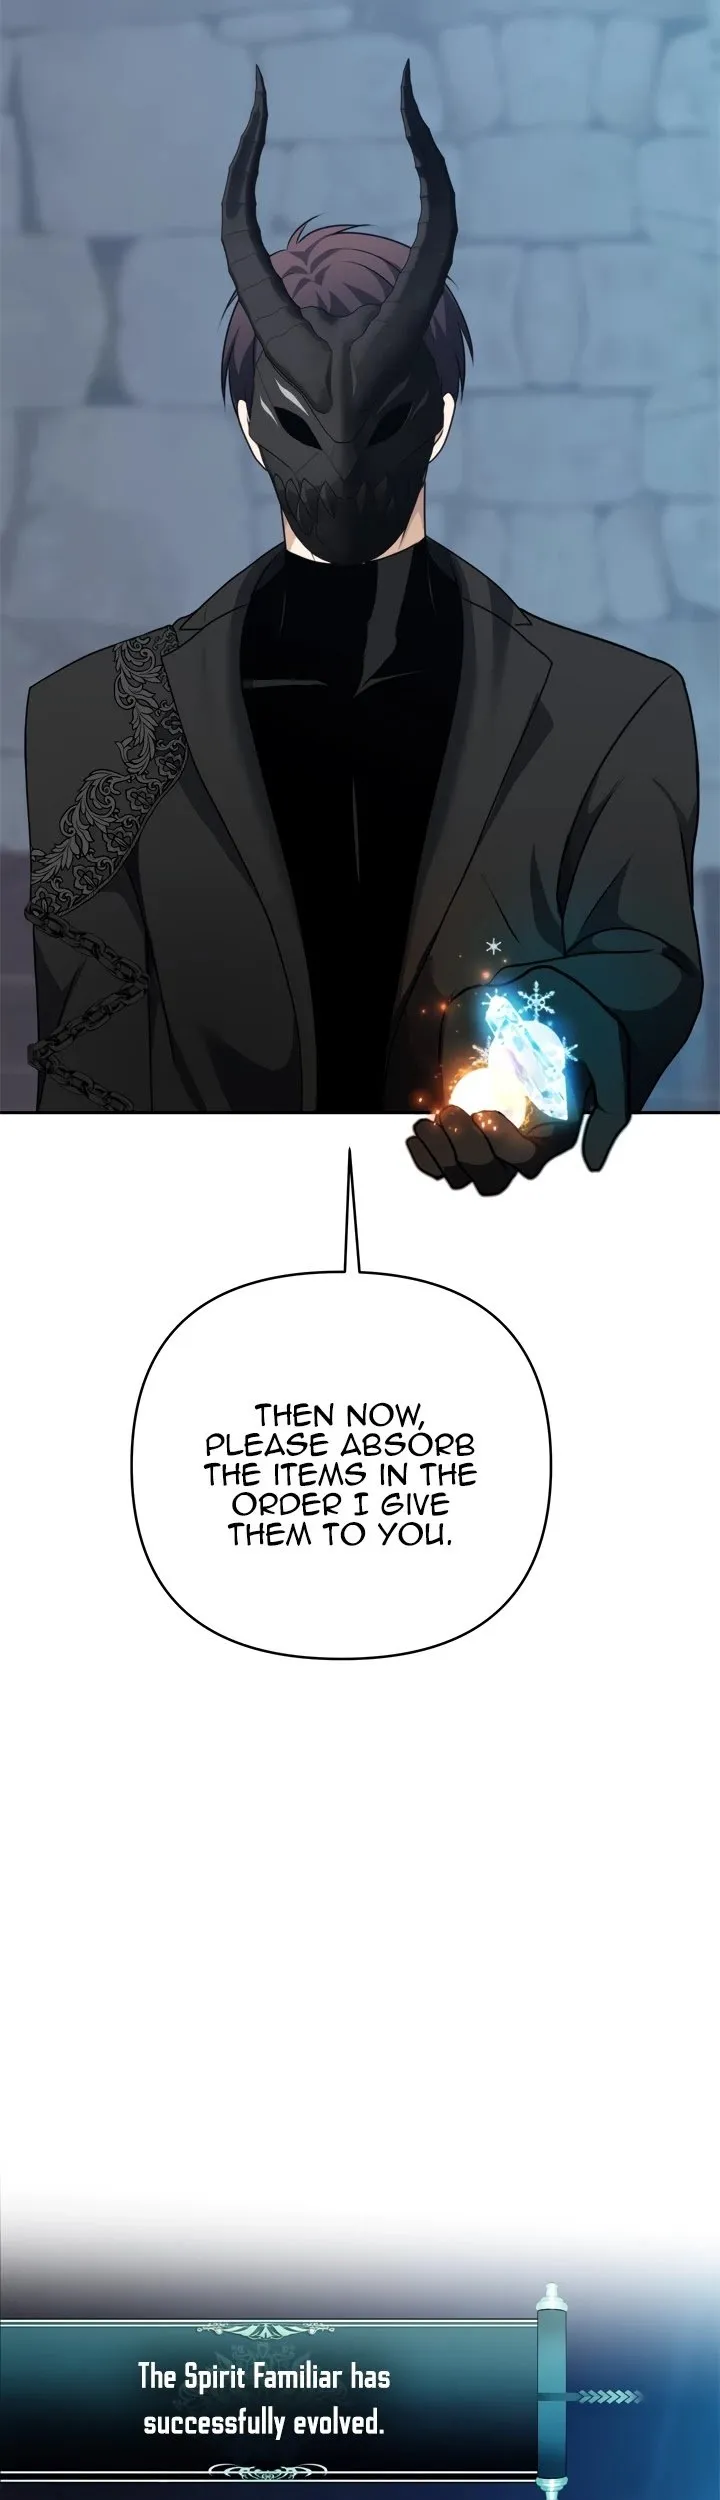 THEN NOW,
PLEASE ABSORB
THE ITEMS IN THE
ORDER I GIVE
THEM TO YOU.
The Spirit Familiar has
successfully evolved.